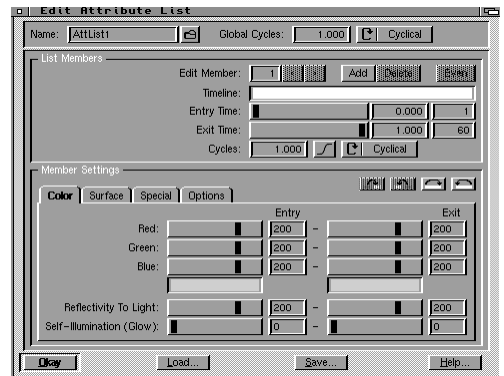 Edit Attribute List
Name: AttList1 Global Cycles: 1.000 Cyclical
List Members
Edit Member: 1 Add Delete Even
Timeline:
Entry Time: 0.000 1
Exit Time: 1.000 60
Cycles: 1.000 Cyclical
Member Settings
Color Surface Special Options
Entry Exit
Red: 200 – 200
Green: 200 – 200
Blue: 200 – 200
Reflectivity To Light: 200 – 200
Self-Illumination (Glow): 0 – 0
Okay Load... Save... Help...